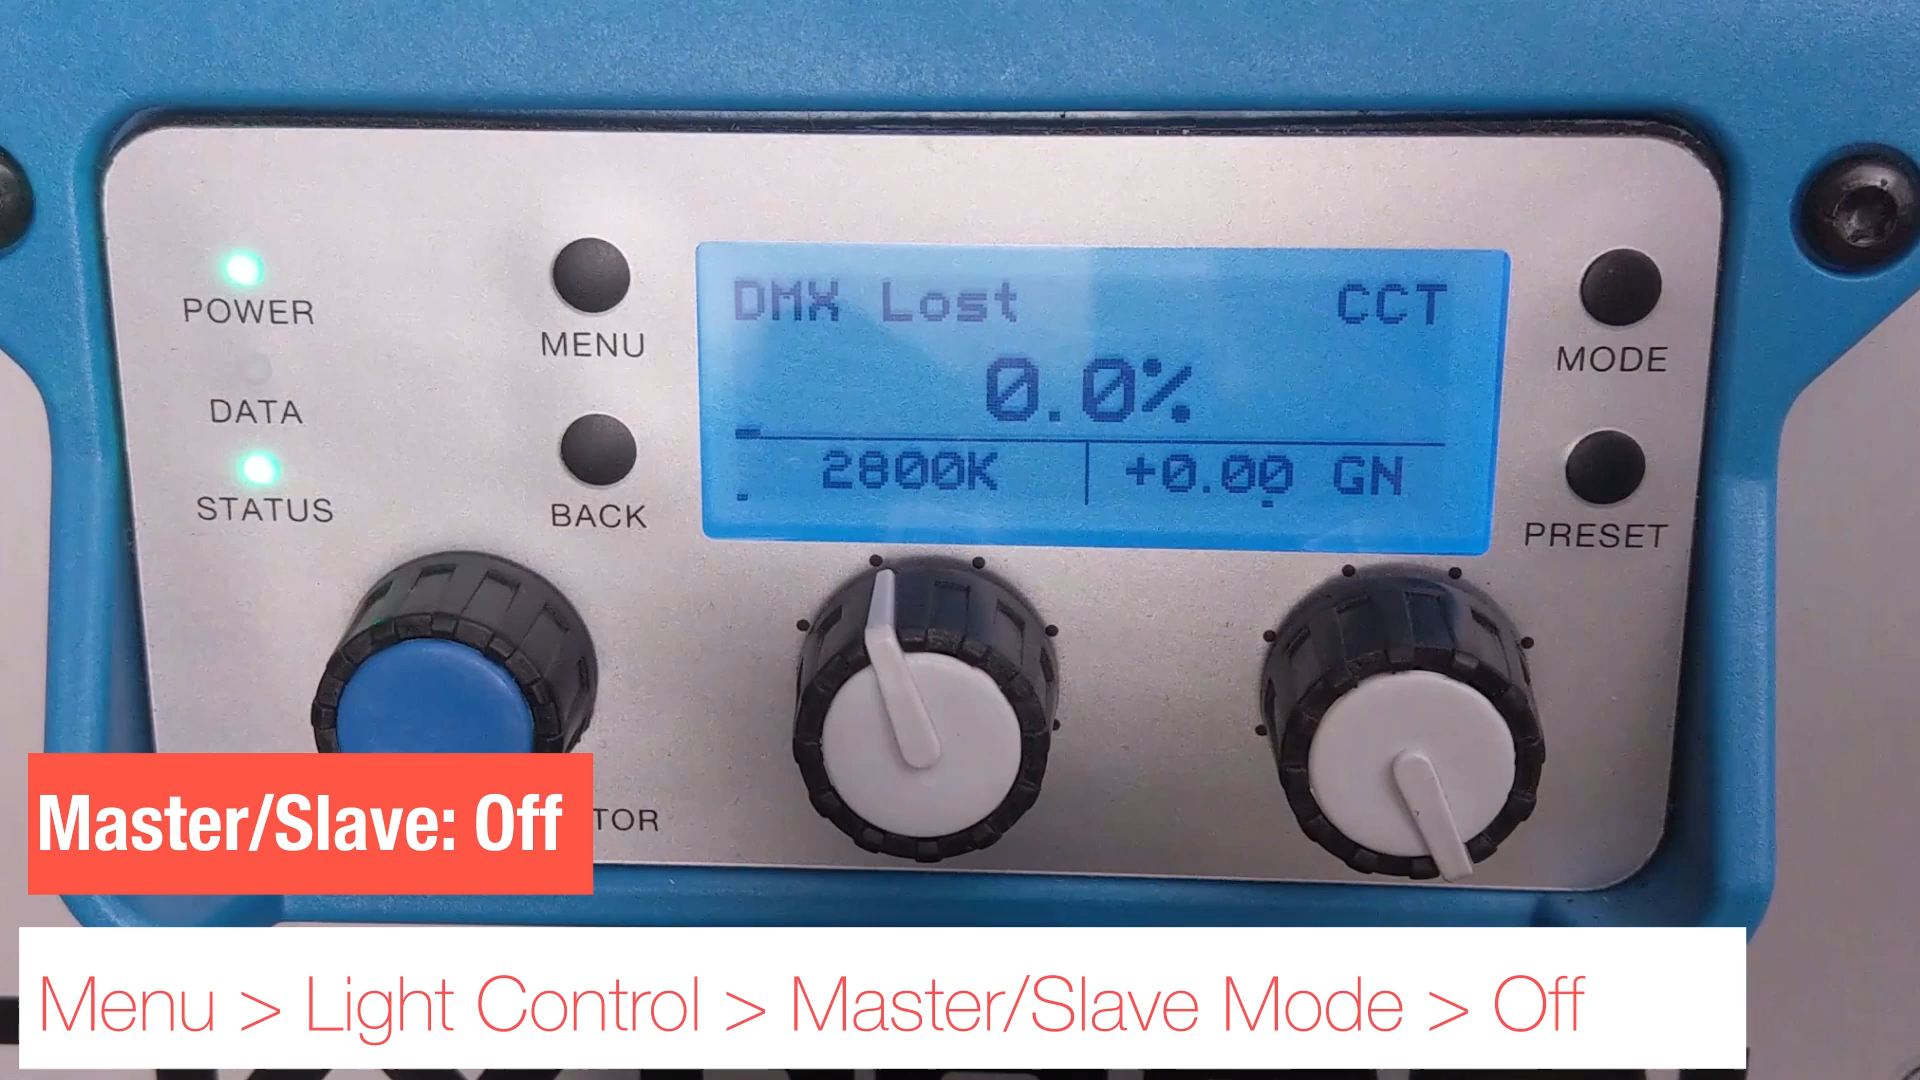 POWER
DATA
STATUS
MENU
BACK
DMX Lost CCT
0.0%
2800K +0.00 GN
MODE
PRESET
Master/Slave: Off
TOR
Menu > Light Control > Master/Slave Mode > Off